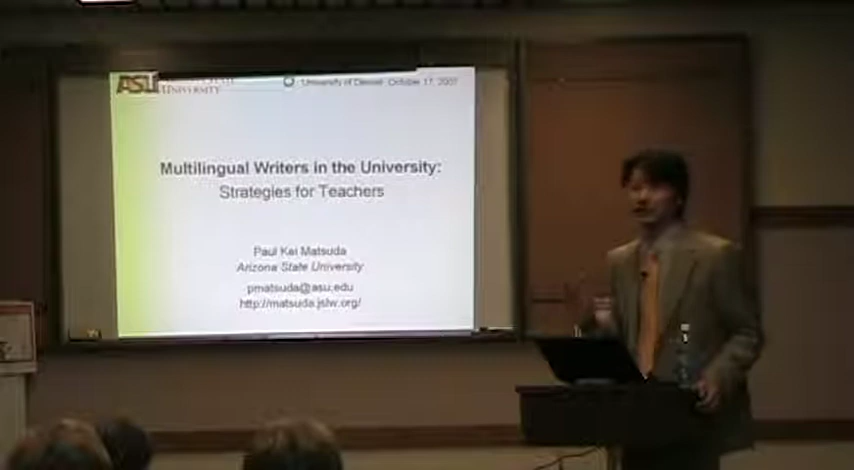 ASU
UNIVERSITY
University of Denver, October 17, 2007
Multilingual Writers in the University:
Strategies for Teachers
Paul Kei Matsuda
Arizona State University
pmatsuda@asu.edu
http://matsuda.jslw.org/